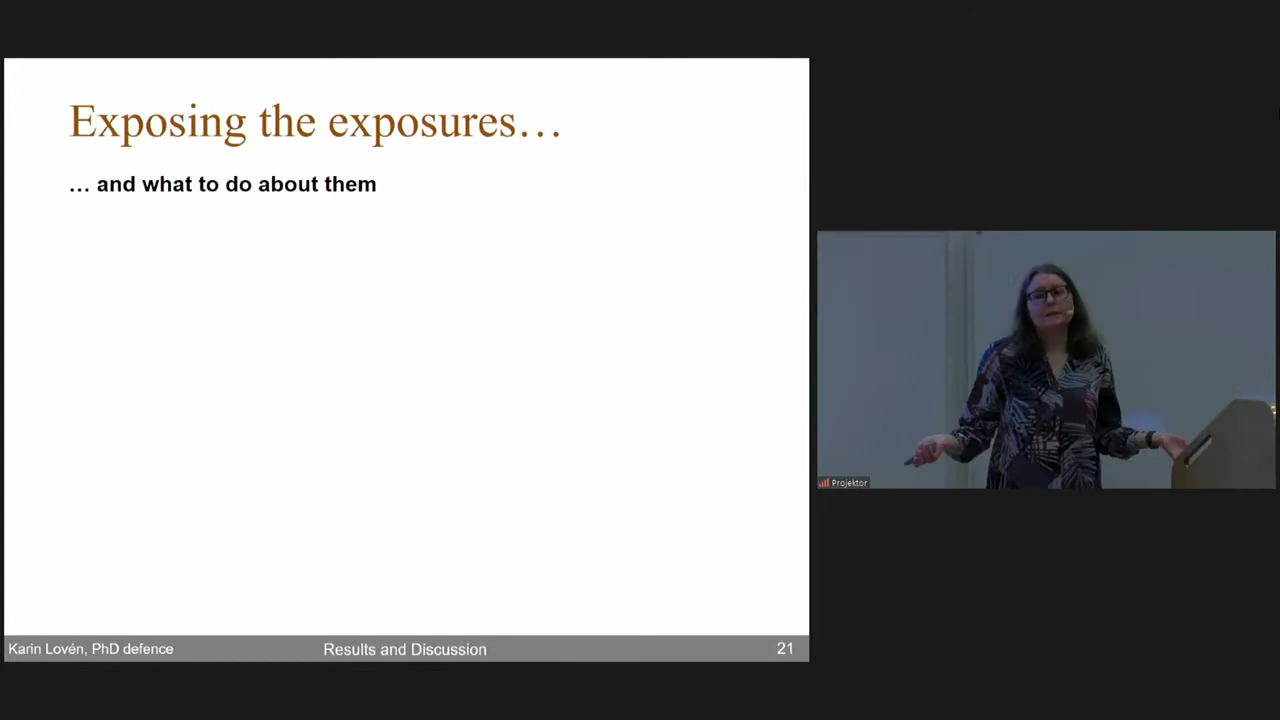 Exposing the exposures…
… and what to do about them
Karin Lovén, PhD defence
Results and Discussion
21
Projektor